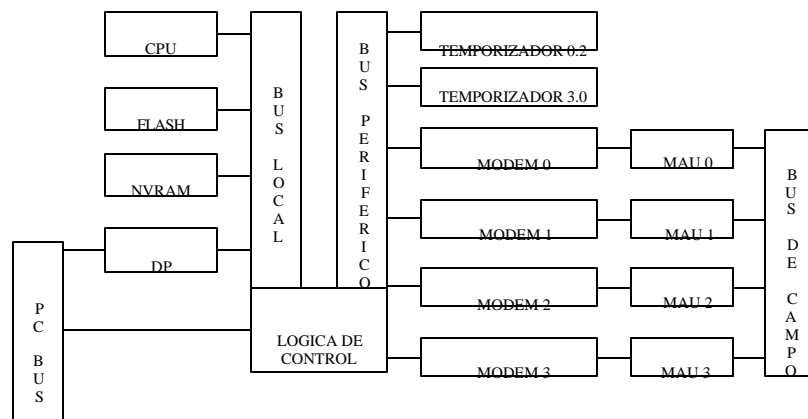 CPU
FLASH
NVRAM
DP
PC BUS
BUS LOCAL
LOGICA DE
CONTROL
BUS PERIFERICO
TEMPORIZADOR 0.2
TEMPORIZADOR 3.0
MODEM 0
MAU 0
MODEM 1
MAU 1
MODEM 2
MAU 2
MODEM 3
MAU 3
BUS DE CAMPO